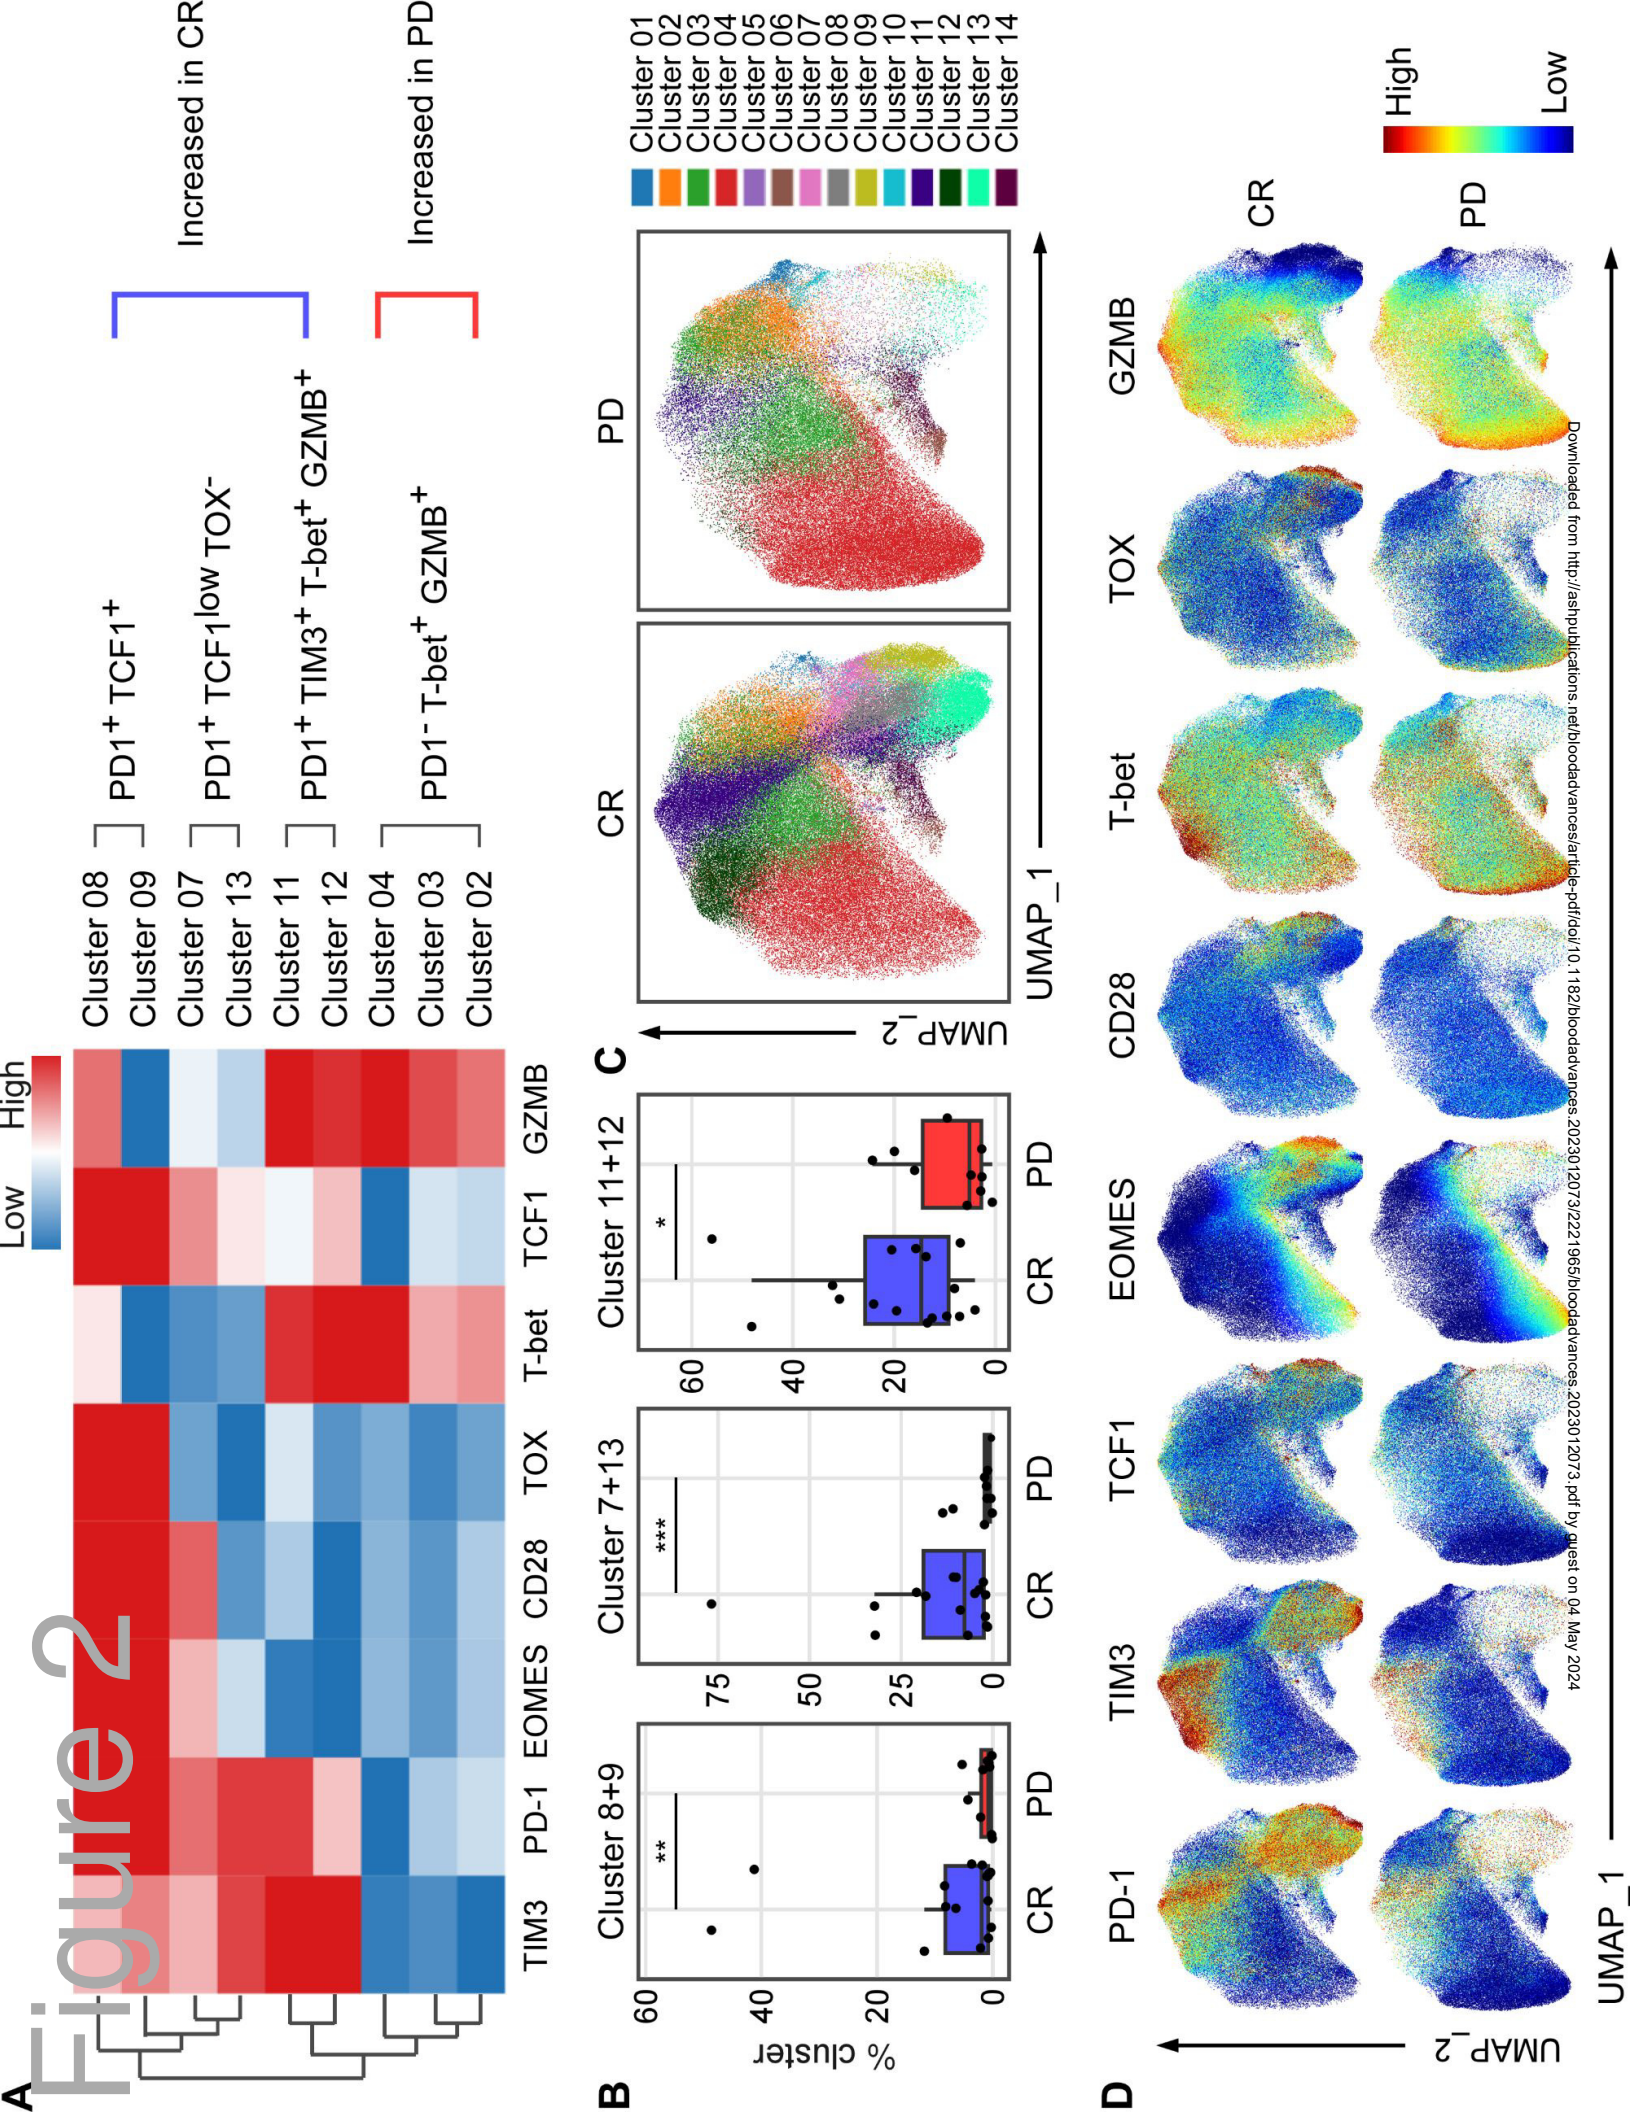 Figure 2
A
Low High
Cluster 08
Cluster 09
Cluster 07
Cluster 13
Cluster 11
Cluster 12
Cluster 04
Cluster 03
Cluster 02
PD1+ TCF1+
PD1+ TCF1low TOX-
PD1+ TIM3+ T-bet+ GZMB+
PD1- T-bet+ GZMB+
Increased in CR
Increased in PD
TIM3 PD-1 EOMES CD28 TOX T-bet TCF1 GZMB
B
% cluster
Cluster 8+9
**
60
40
20
0
CR PD
Cluster 7+13
***
75
50
25
0
CR PD
Cluster 11+12
*
60
40
20
0
CR PD
C
CR PD
UMAP_2
UMAP_1
Cluster 01
Cluster 02
Cluster 03
Cluster 04
Cluster 05
Cluster 06
Cluster 07
Cluster 08
Cluster 09
Cluster 10
Cluster 11
Cluster 12
Cluster 13
Cluster 14
D
PD-1 TIM3 TCF1 EOMES CD28 T-bet TOX GZMB
CR
PD
High
Low
UMAP_2
UMAP_1
Downloaded from http://ashpublications.net/bloodadvances/article-pdf/doi/10.1182/bloodadvances.2023012073/2221965/bloodadvances.2023012073.pdf by guest on 04 May 2024